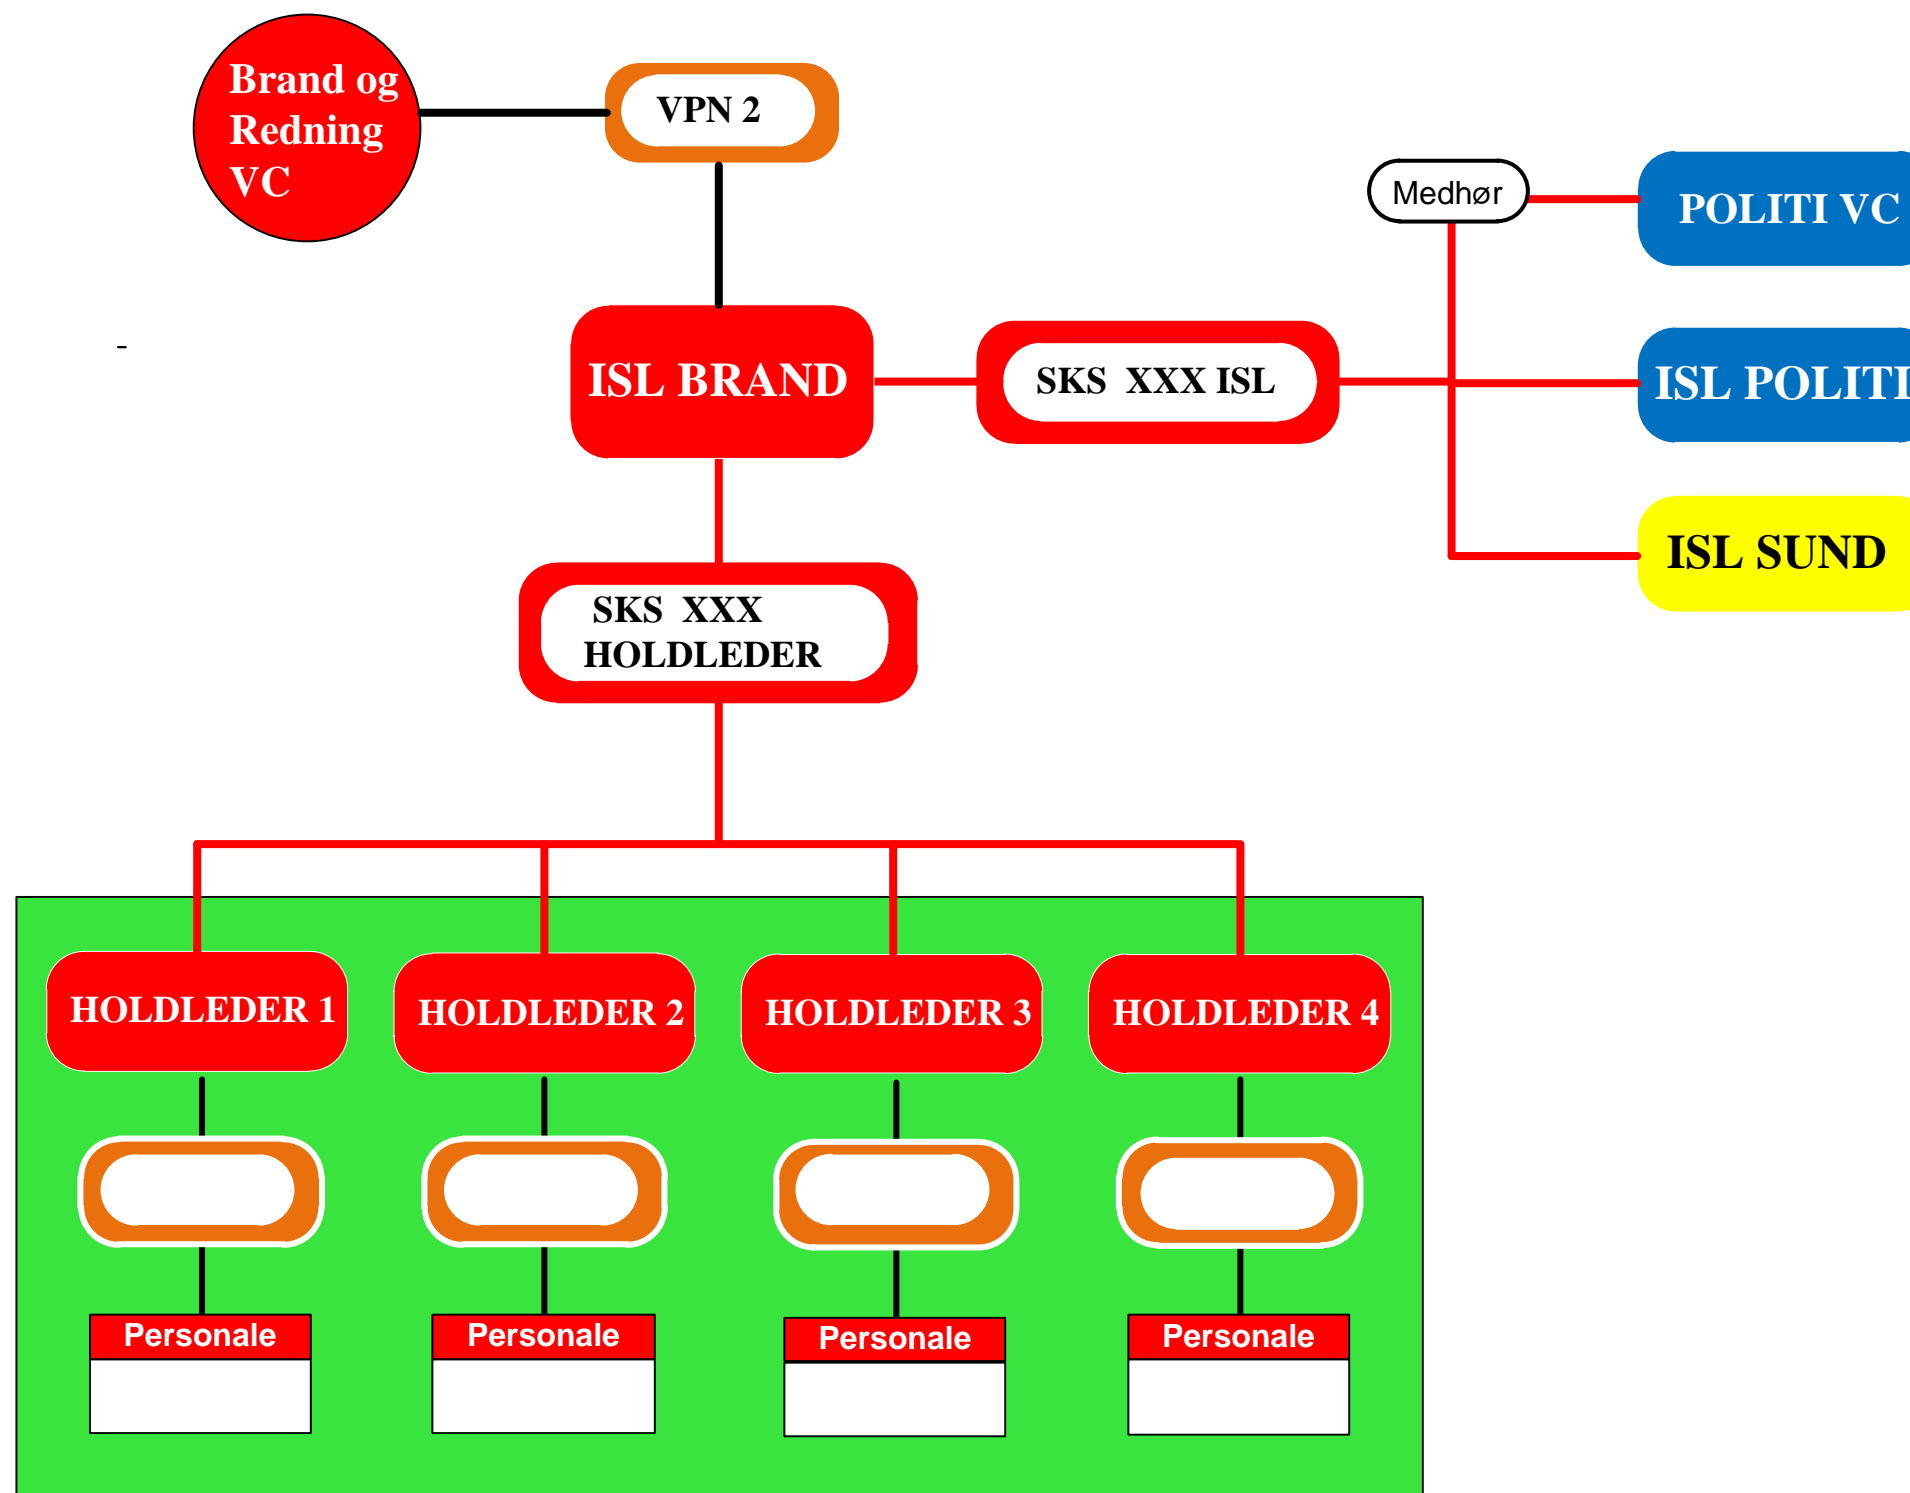 Brand og
Redning
VC
VPN 2
Medhør
POLITI VC
-
ISL BRAND
SKS XXX ISL
ISL POLITI
ISL SUND
SKS XXX
HOLDLEDER
HOLDLEDER 1
HOLDLEDER 2
HOLDLEDER 3
HOLDLEDER 4
Personale
Personale
Personale
Personale